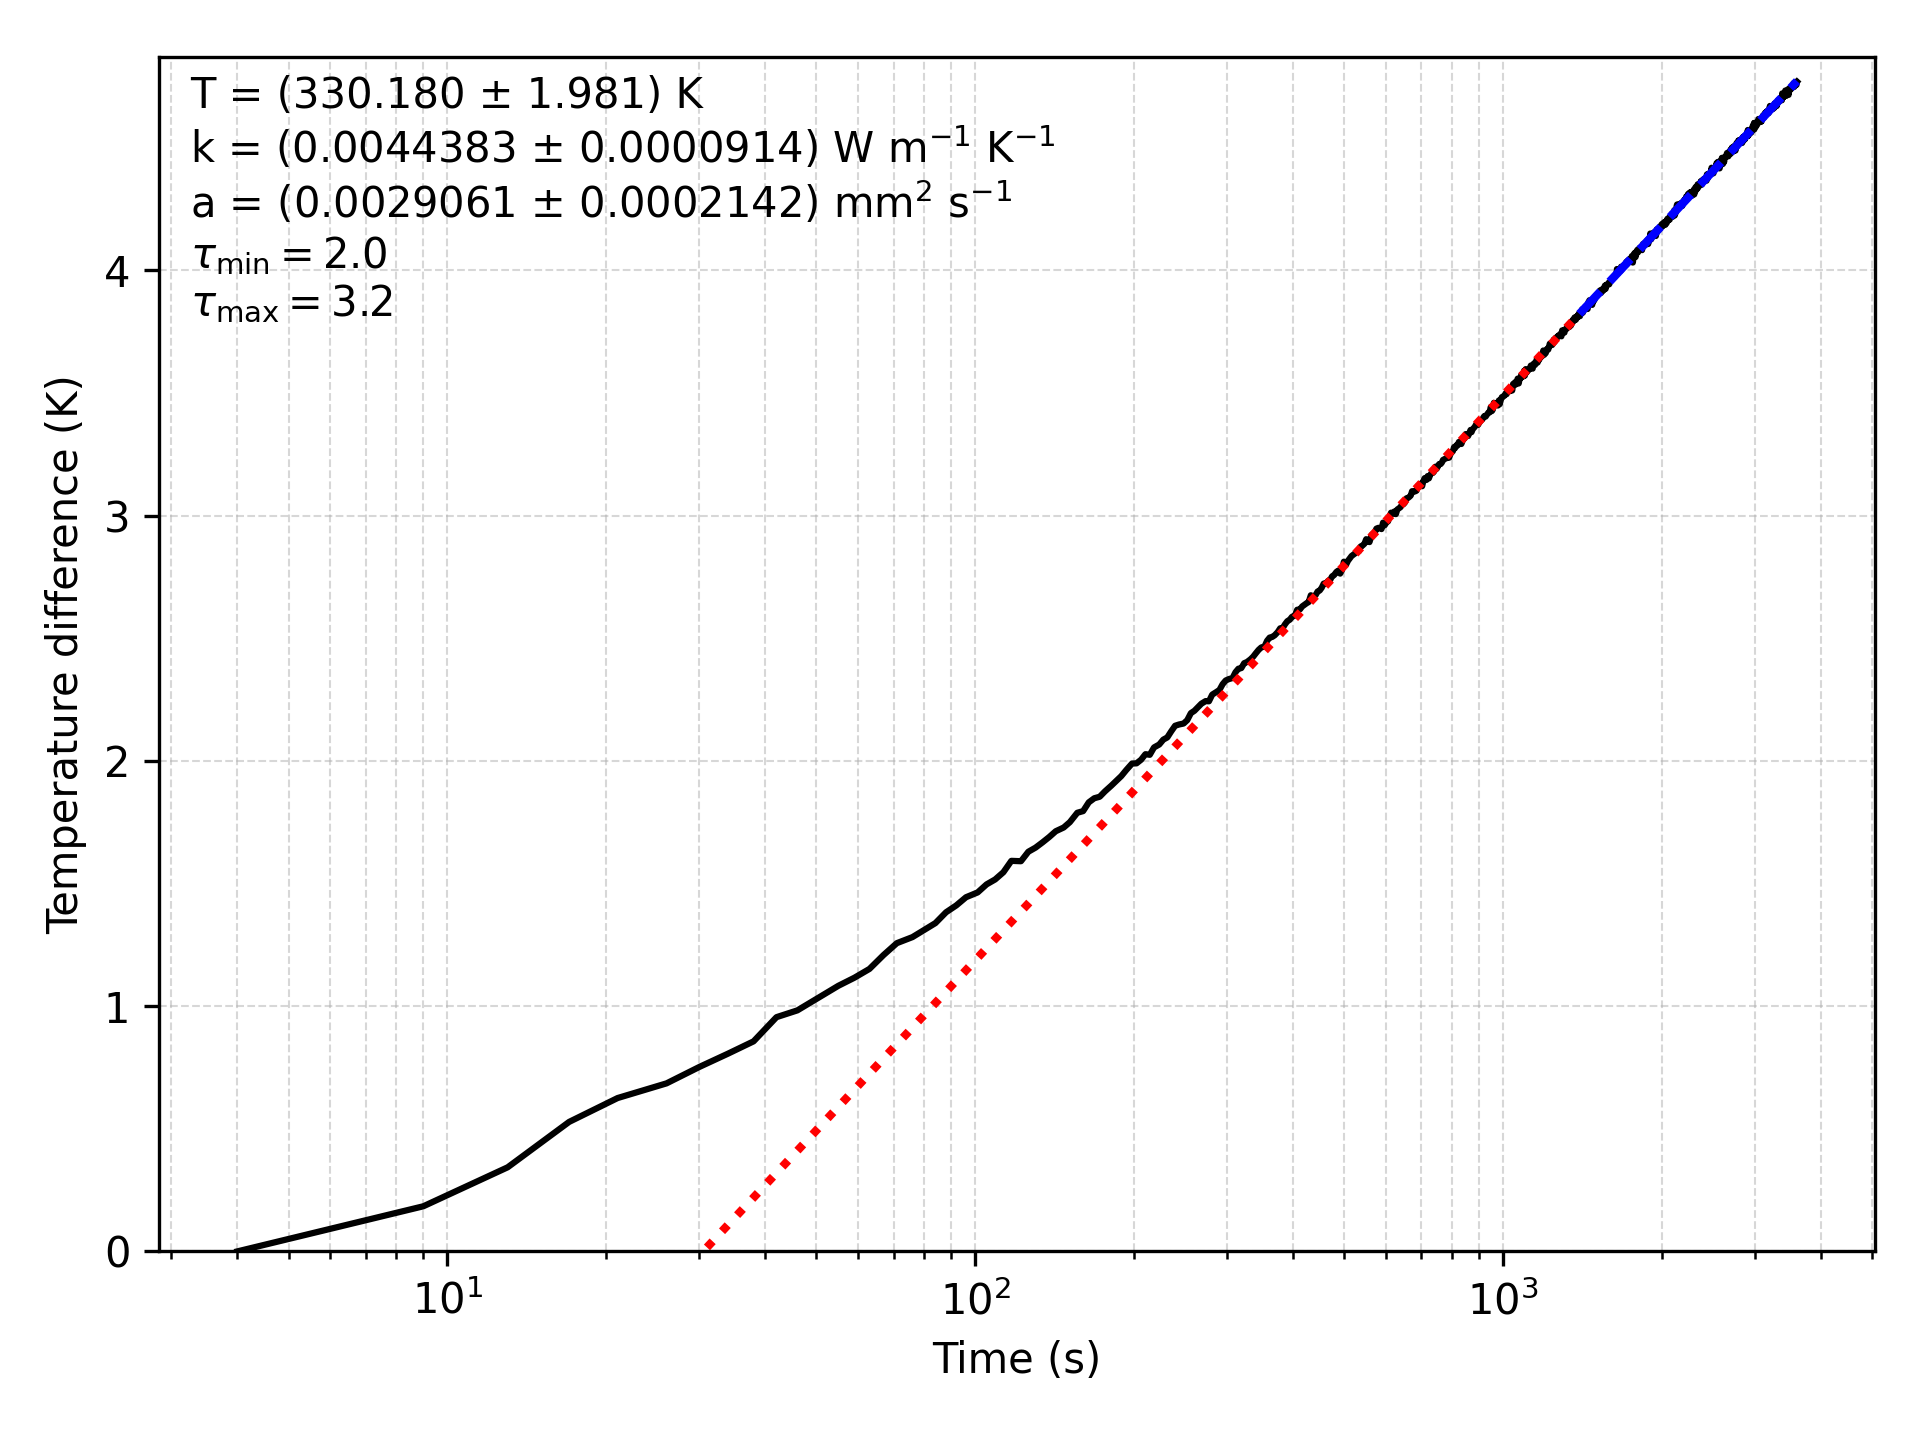 T = (330.180 ± 1.981) K
k = (0.0044383 ± 0.0000914) W m⁻¹ K⁻¹
a = (0.0029061 ± 0.0002142) mm² s⁻¹
τmin = 2.0
τmax = 3.2
Temperature difference (K)
4
3
2
1
0
10¹ 10² 10³
Time (s)